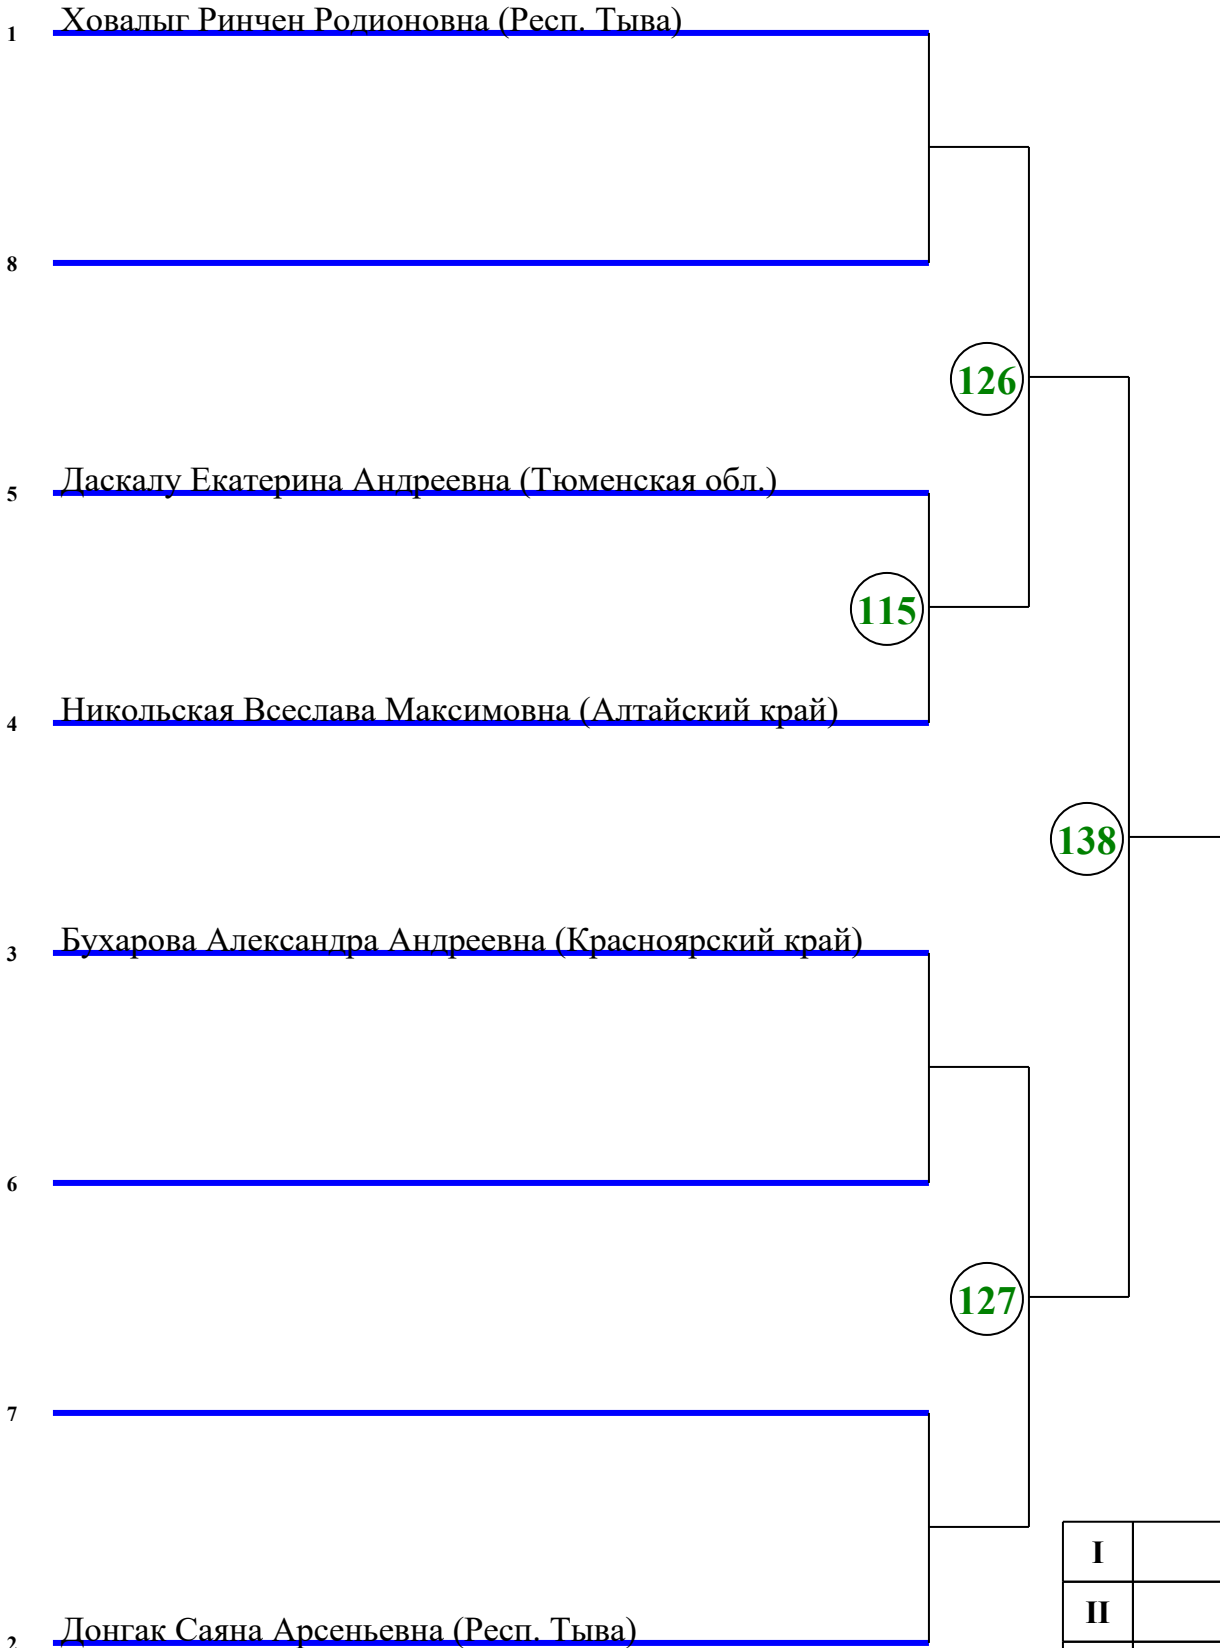 1 Ховалыг Ринчен Родионовна (Респ. Тыва)
8
126
5 Даскалу Екатерина Андреевна (Тюменская обл.)
115
4 Никольская Всеслава Максимовна (Алтайский край)
138
3 Бухарова Александра Андреевна (Красноярский край)
6
127
7
I
II
2 Донгак Саяна Арсеньевна (Респ. Тыва)